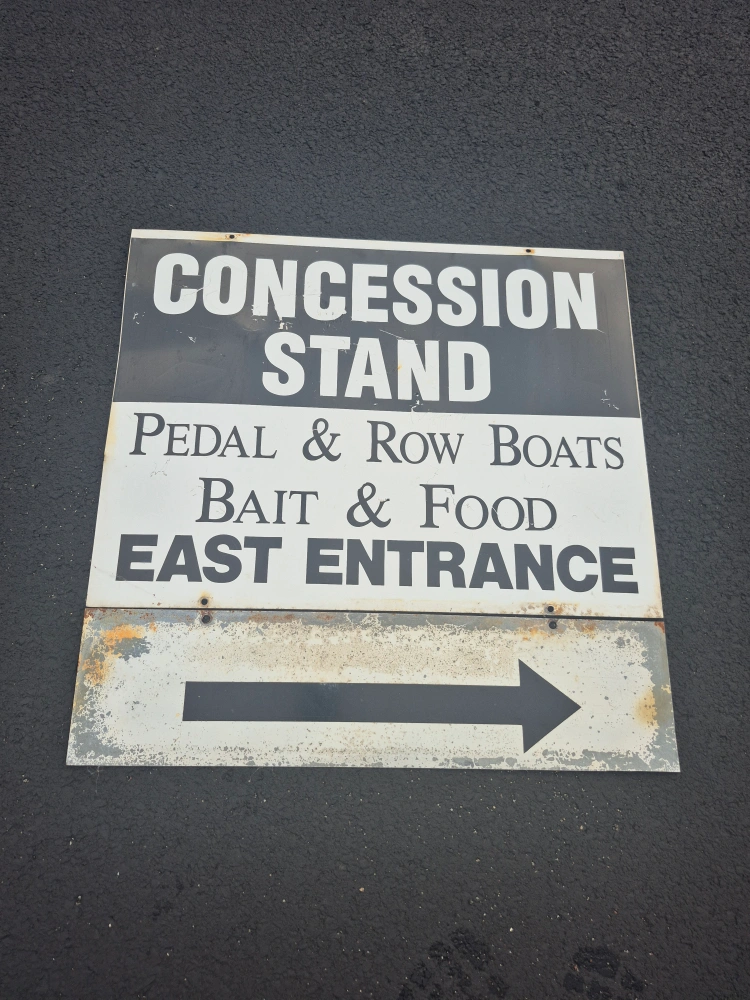 CONCESSION
STAND
PEDAL & ROW BOATS
BAIT & FOOD
EAST ENTRANCE